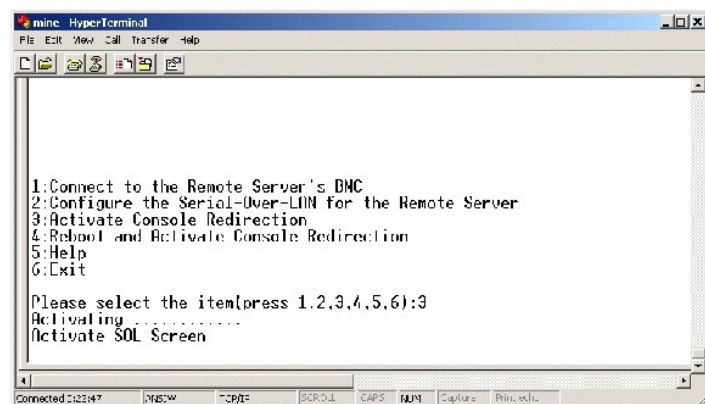 mine HyperTerminal
File Edit View Call Transfer Help
1:Connect to the Remote Server's BMC
2:Configure the Serial-Over-LAN for the Remote Server
3:Activate Console Redirection
4:Reboot and Activate Console Redirection
5:Help
6:Exit
Please select the item(press 1,2,3,4,5,6):3
Activating ............
Activate SOL Screen
Connected ANSIW TCP/IP SCROLL CAPS NUM Capture Print echo